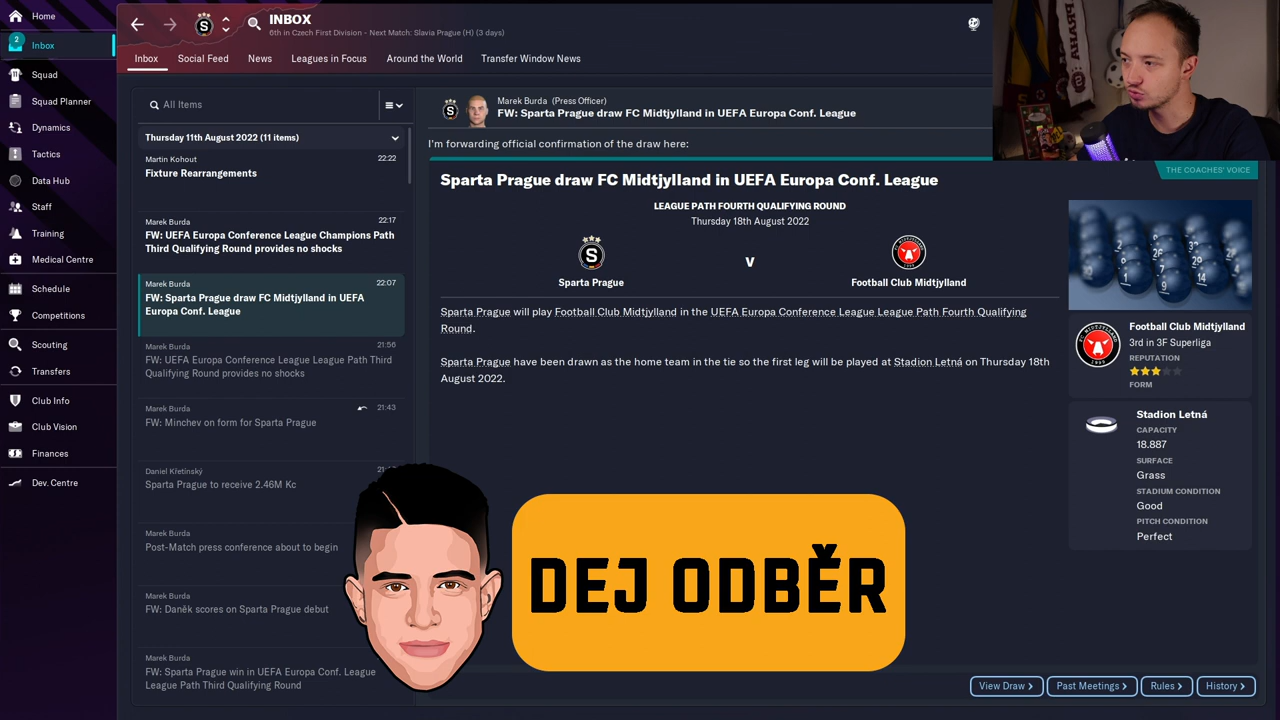 Home
2
Inbox
Squad
Squad Planner
Dynamics
Tactics
Data Hub
Staff
Training
Medical Centre
Schedule
Competitions
Scouting
Transfers
Club Info
Club Vision
Finances
Dev. Centre
INBOX
6th in Czech First Division - Next Match: Slavia Prague (H) (3 days)
Inbox Social Feed News Leagues in Focus Around the World Transfer Window News
All Items
Thursday 11th August 2022 (11 items)
Martin Kohout 22:22
Fixture Rearrangements
Marek Burda 22:17
FW: UEFA Europa Conference League Champions Path
Third Qualifying Round provides no shocks
Marek Burda 22:07
FW: Sparta Prague draw FC Midtjylland in UEFA
Europa Conf. League
Marek Burda 21:56
FW: UEFA Europa Conference League League Path Third
Qualifying Round provides no shocks
Marek Burda 21:43
FW: Minchev on form for Sparta Prague
Daniel Křetínský
Sparta Prague to receive 2.46M Kc
Marek Burda
Post-Match press conference about to begin
Marek Burda
FW: Daněk scores on Sparta Prague debut
Marek Burda
FW: Sparta Prague win in UEFA Europa Conf. League
League Path Third Qualifying Round
Marek Burda (Press Officer)
FW: Sparta Prague draw FC Midtjylland in UEFA Europa Conf. League
I'm forwarding official confirmation of the draw here:
THE COACHES' VOICE
Sparta Prague draw FC Midtjylland in UEFA Europa Conf. League
LEAGUE PATH FOURTH QUALIFYING ROUND
Thursday 18th August 2022
S v
Sparta Prague Football Club Midtjylland
Sparta Prague will play Football Club Midtjylland in the UEFA Europa Conference League League Path Fourth Qualifying
Round.
Sparta Prague have been drawn as the home team in the tie so the first leg will be played at Stadion Letná on Thursday 18th
August 2022.
Football Club Midtjylland
3rd in 3F Superliga
REPUTATION
FORM
Stadion Letná
CAPACITY
18.887
SURFACE
Grass
STADIUM CONDITION
Good
PITCH CONDITION
Perfect
DEJ ODBĚR
View Draw Past Meetings Rules History